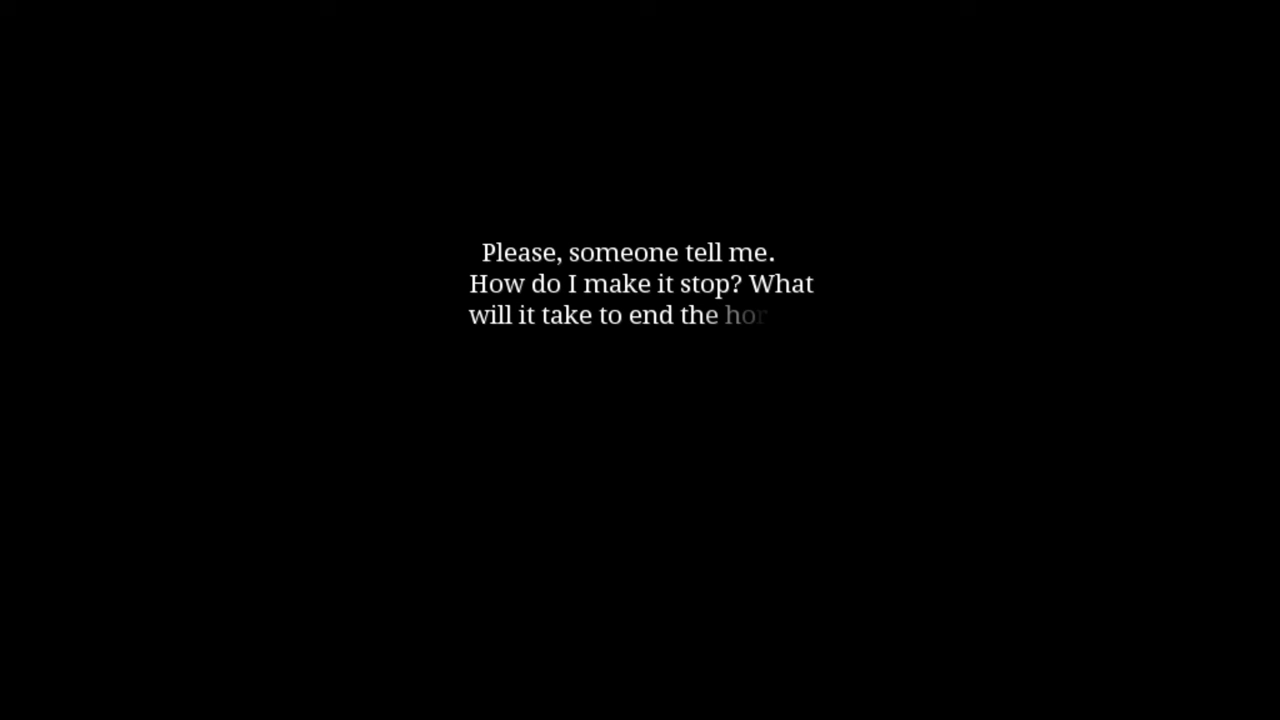 Please, someone tell me.
How do I make it stop? What
will it take to end the hor